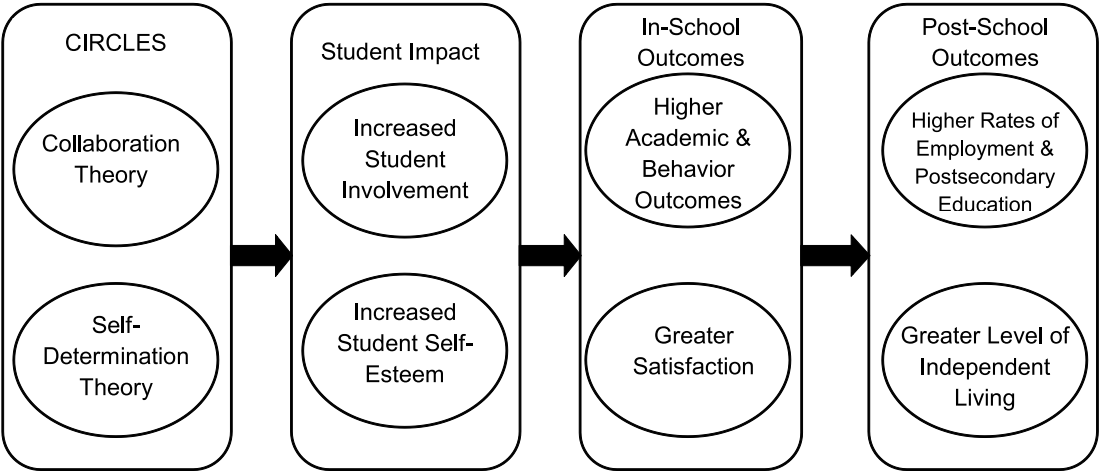 CIRCLES
Collaboration
Theory
Self-
Determination
Theory
Student Impact
Increased
Student
Involvement
Increased
Student Self-
Esteem
In-School
Outcomes
Higher
Academic &
Behavior
Outcomes
Greater
Satisfaction
Post-School
Outcomes
Higher Rates of
Employment &
Postsecondary
Education
Greater Level of
Independent
Living